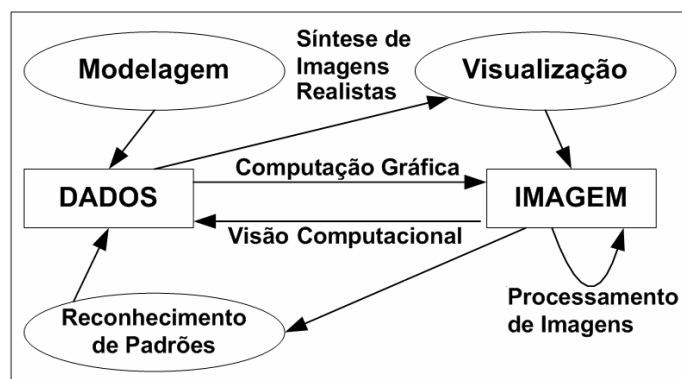 Modelagem
Síntese de
Imagens
Realistas
Visualização
DADOS
Computação Gráfica
IMAGEM
Visão Computacional
Reconhecimento
de Padrões
Processamento
de Imagens